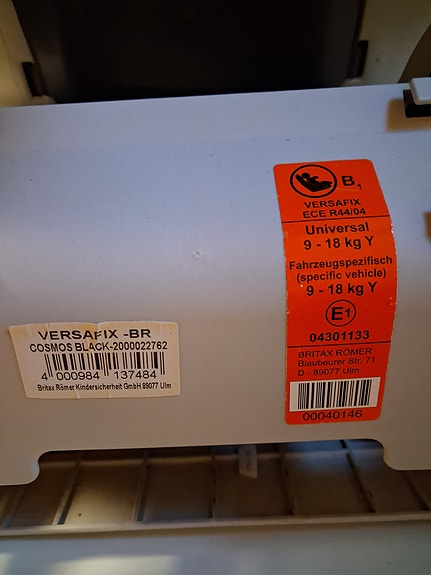 VERSAFIX -BR
COSMOS BLACK-2000022762
4 000984 137484
Britax Römer Kindersicherheit GmbH 89077 Ulm
B 1
VERSAFIX
ECE R44/04
Universal
9 - 18 kg Y
Fahrzeugspezifisch
(specific vehicle)
9 - 18 kg Y
E1
04301133
BRITAX RÖMER
Blaubeurer Str. 71
D - 89077 Ulm
00040146